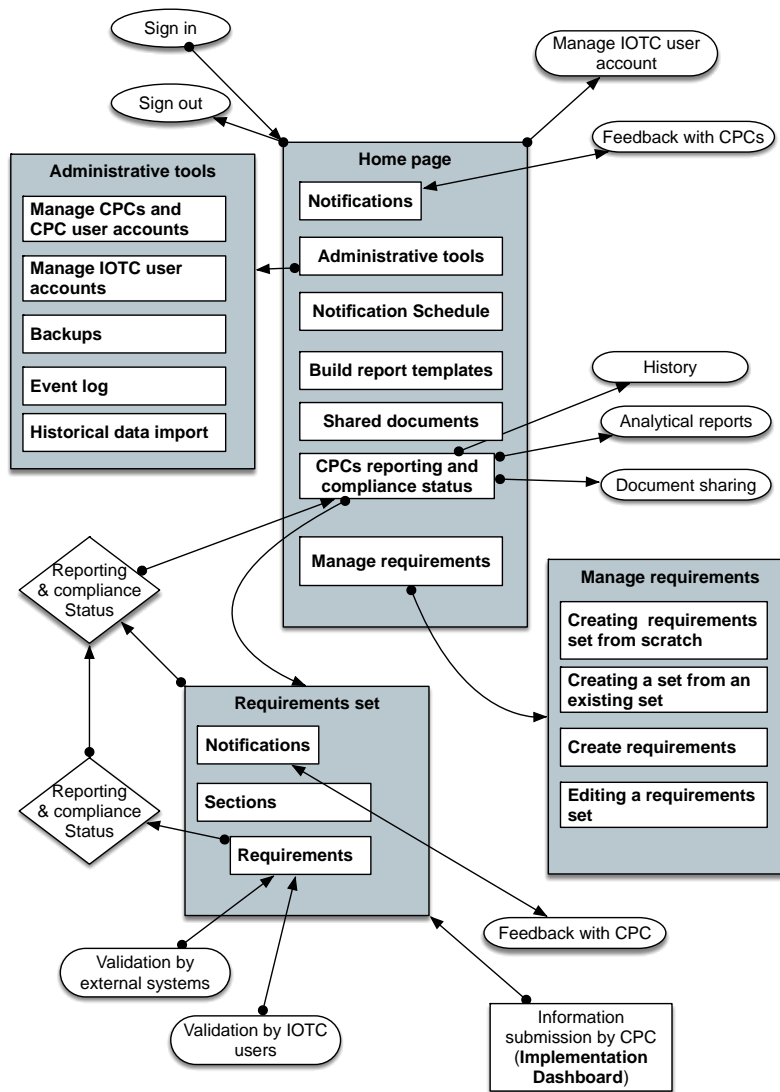 Sign in
Manage IOTC user
account
Sign out
Feedback with CPCs
Home page
Notifications
Administrative tools
Notification Schedule
Build report templates
Shared documents
CPCs reporting and
compliance status
Manage requirements
Administrative tools
Manage CPCs and
CPC user accounts
Manage IOTC user
accounts
Backups
Event log
Historical data import
History
Analytical reports
Document sharing
Reporting
& compliance
Status
Manage requirements
Creating requirements
set from scratch
Creating a set from an
existing set
Create requirements
Editing a requirements
set
Requirements set
Notifications
Sections
Requirements
Reporting
& compliance
Status
Feedback with CPC
Validation by
external systems
Validation by IOTC
users
Information
submission by CPC
(Implementation
Dashboard)